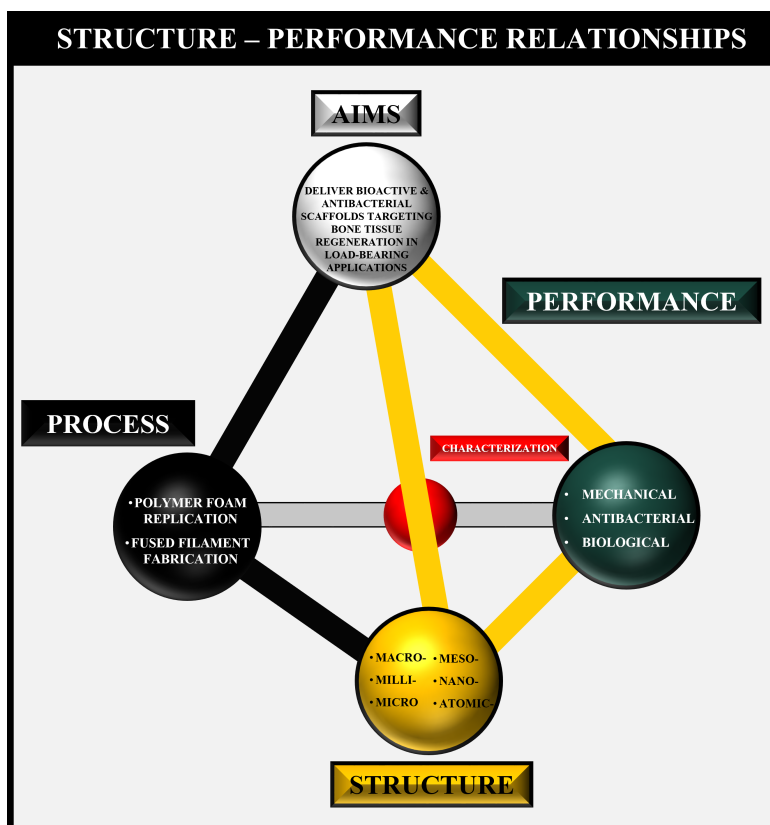 STRUCTURE – PERFORMANCE RELATIONSHIPS
AIMS
DELIVER BIOACTIVE &
ANTIBACTERIAL
SCAFFOLDS TARGETING
BONE TISSUE
REGENERATION IN
LOAD-BEARING
APPLICATIONS
PERFORMANCE
PROCESS
CHARACTERIZATION
• POLYMER FOAM
REPLICATION
• FUSED FILAMENT
FABRICATION
• MECHANICAL
• ANTIBACTERIAL
• BIOLOGICAL
• MACRO- • MESO-
• MILLI- • NANO-
• MICRO • ATOMIC-
STRUCTURE